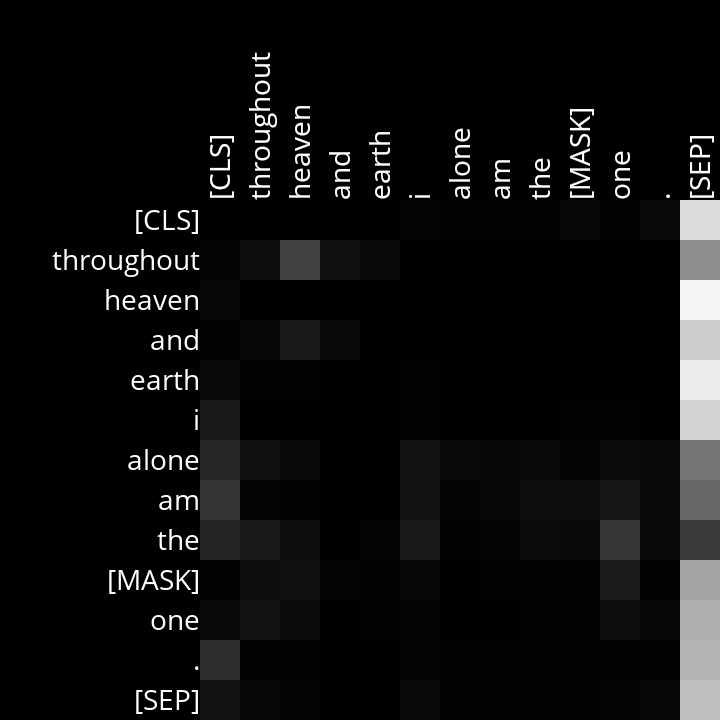 [CLS] throughout heaven and earth i alone am the [MASK] one . [SEP]
[CLS]
throughout
heaven
and
earth
i
alone
am
the
[MASK]
one
.
[SEP]